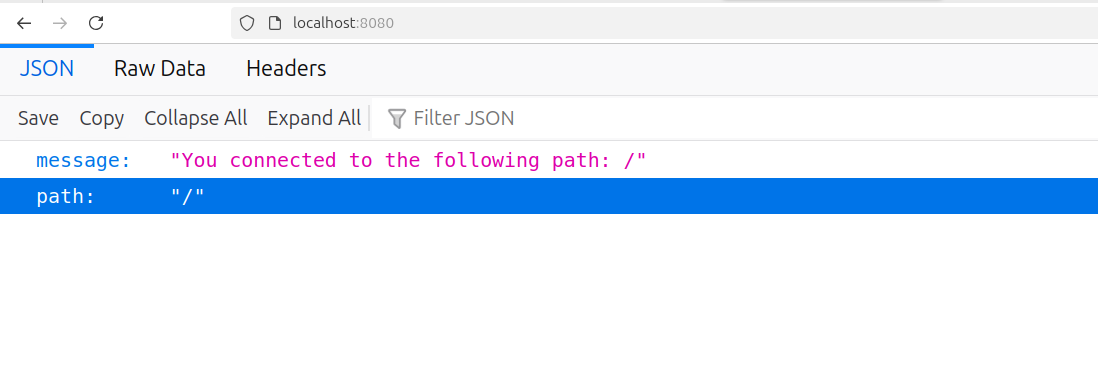 localhost:8080
JSON Raw Data Headers
Save Copy Collapse All Expand All Filter JSON
message: "You connected to the following path: /"
path: "/"